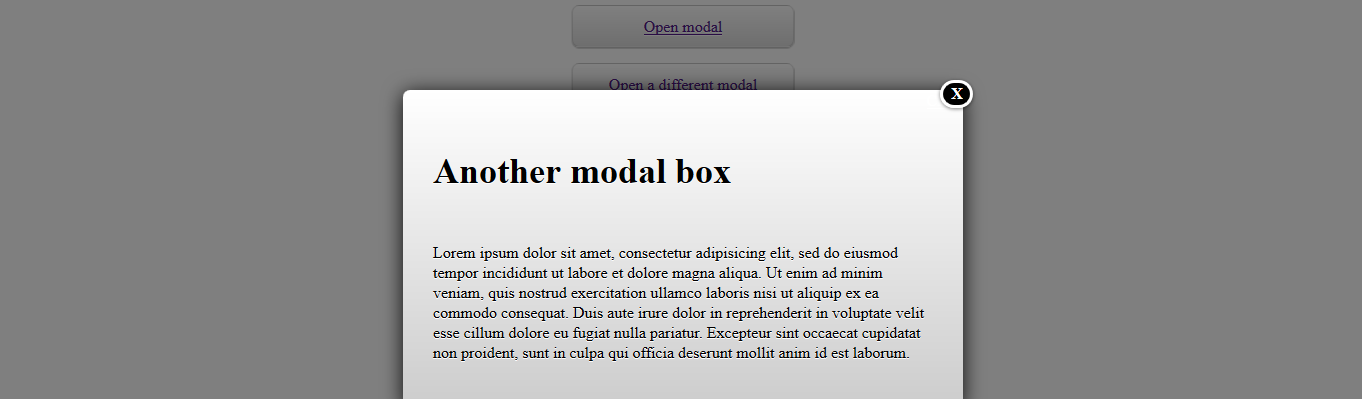 Open modal
Open a different modal
X
Another modal box
Lorem ipsum dolor sit amet, consectetur adipisicing elit, sed do eiusmod
tempor incididunt ut labore et dolore magna aliqua. Ut enim ad minim
veniam, quis nostrud exercitation ullamco laboris nisi ut aliquip ex ea
commodo consequat. Duis aute irure dolor in reprehenderit in voluptate velit
esse cillum dolore eu fugiat nulla pariatur. Excepteur sint occaecat cupidatat
non proident, sunt in culpa qui officia deserunt mollit anim id est laborum.